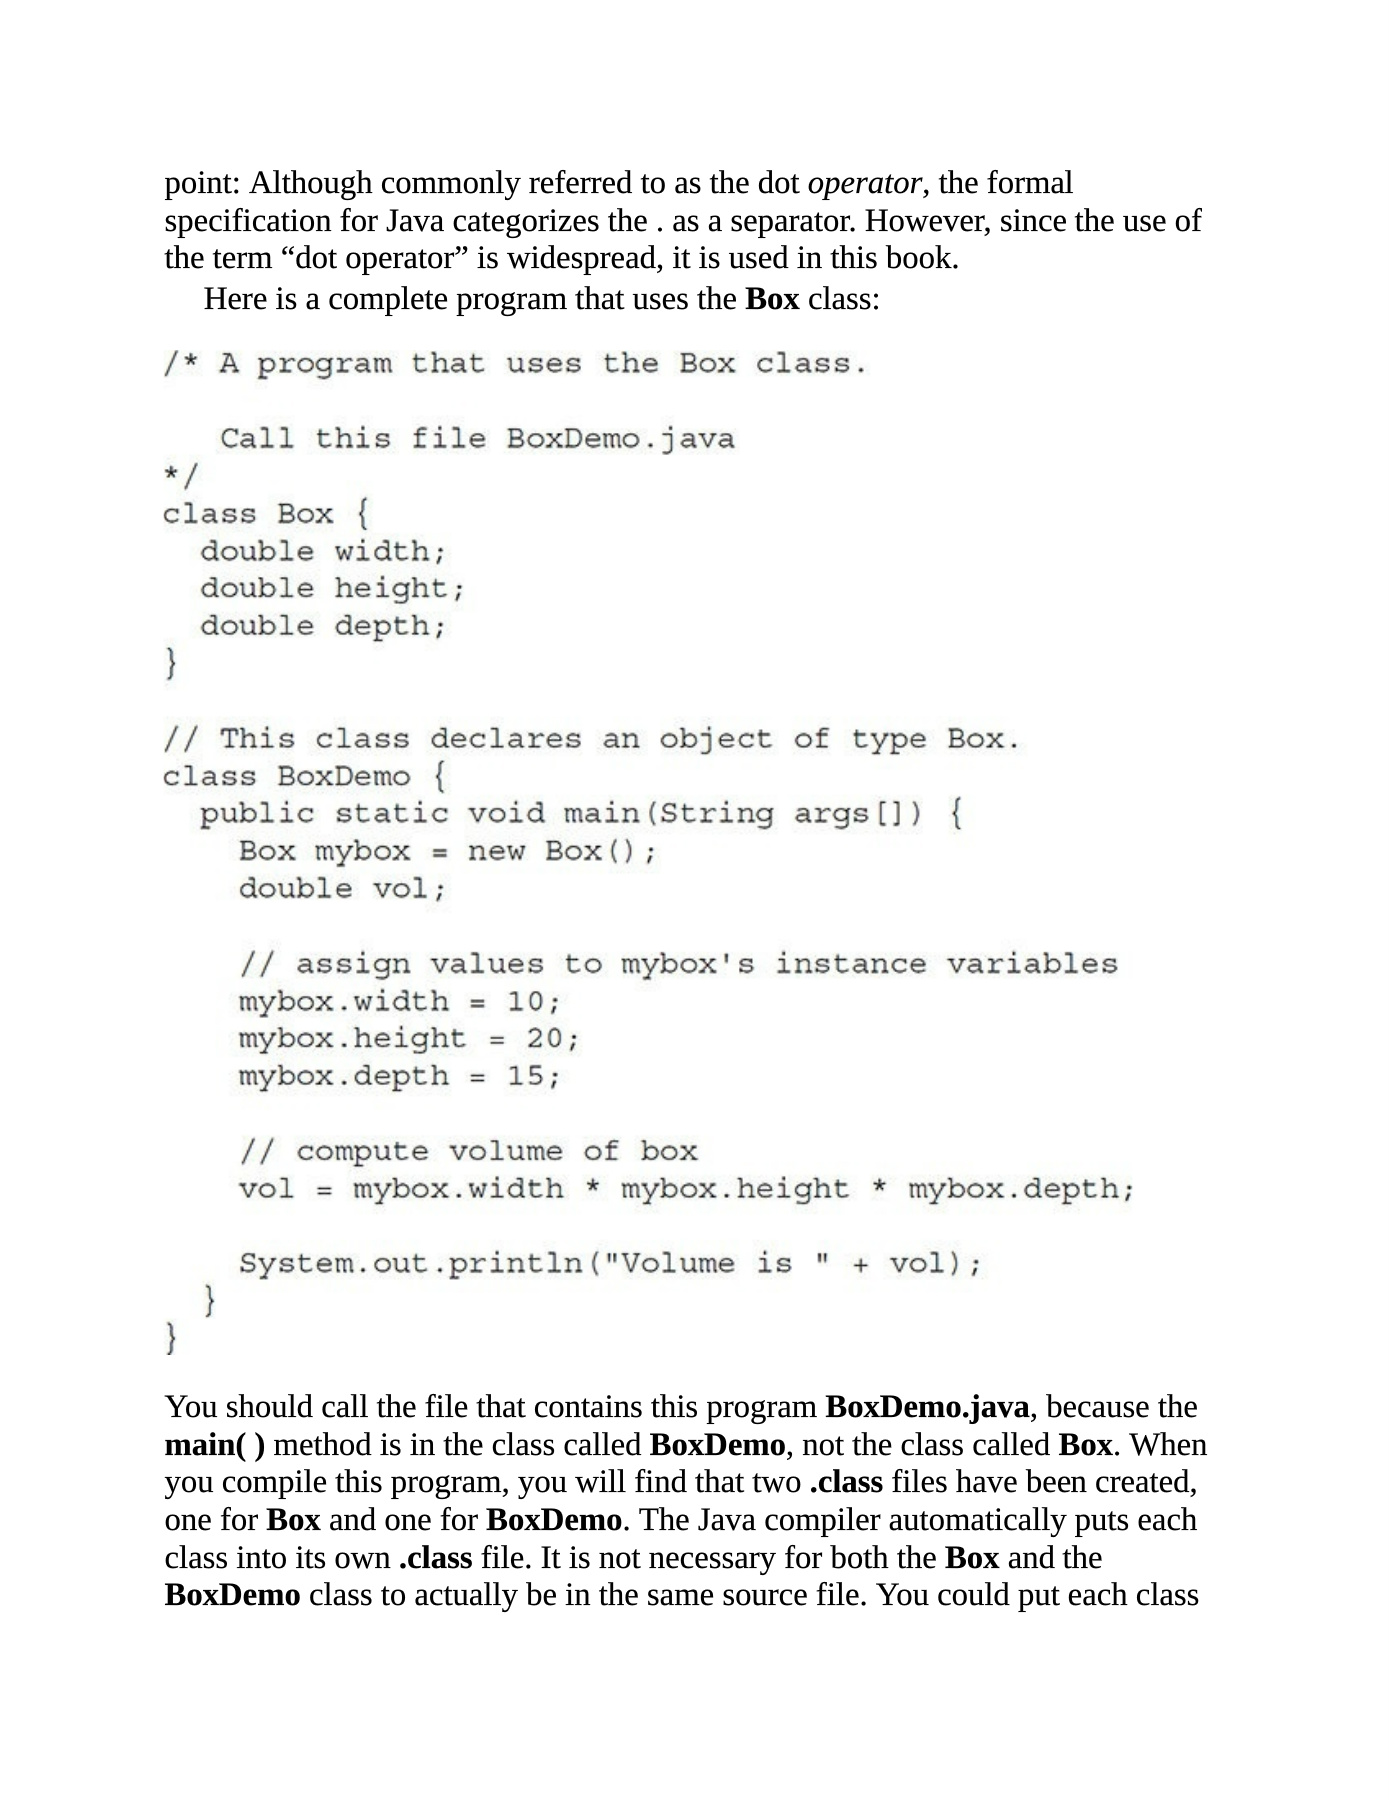 point: Although commonly referred to as the dot operator, the formal
specification for Java categorizes the . as a separator. However, since the use of
the term “dot operator” is widespread, it is used in this book.
Here is a complete program that uses the Box class:
/* A program that uses the Box class.
Call this file BoxDemo.java
*/
class Box {
double width;
double height;
double depth;
}
// This class declares an object of type Box.
class BoxDemo {
public static void main(String args[]) {
Box mybox = new Box();
double vol;
// assign values to mybox's instance variables
mybox.width = 10;
mybox.height = 20;
mybox.depth = 15;
// compute volume of box
vol = mybox.width * mybox.height * mybox.depth;
System.out.println("Volume is " + vol);
}
}
You should call the file that contains this program BoxDemo.java, because the
main( ) method is in the class called BoxDemo, not the class called Box. When
you compile this program, you will find that two .class files have been created,
one for Box and one for BoxDemo. The Java compiler automatically puts each
class into its own .class file. It is not necessary for both the Box and the
BoxDemo class to actually be in the same source file. You could put each class